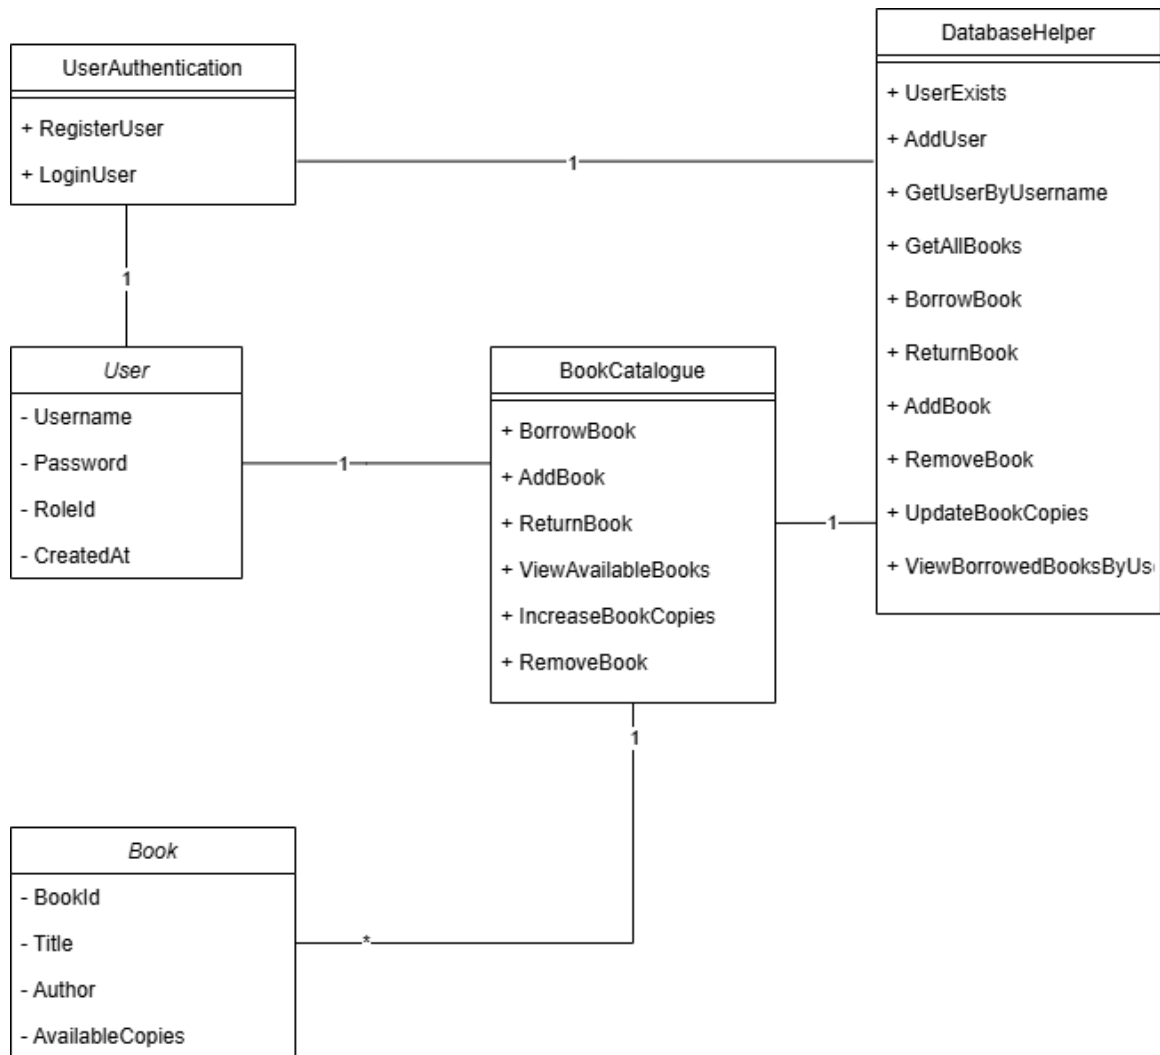 UserAuthentication
+ RegisterUser
+ LoginUser
1
DatabaseHelper
+ UserExists
+ AddUser
+ GetUserByUsername
+ GetAllBooks
+ BorrowBook
+ ReturnBook
+ AddBook
+ RemoveBook
+ UpdateBookCopies
+ ViewBorrowedBooksByUs
1
User
- Username
- Password
- RoleId
- CreatedAt
1
BookCatalogue
+ BorrowBook
+ AddBook
+ ReturnBook
+ ViewAvailableBooks
+ IncreaseBookCopies
+ RemoveBook
1
1
Book
- BookId
- Title
- Author
- AvailableCopies
*